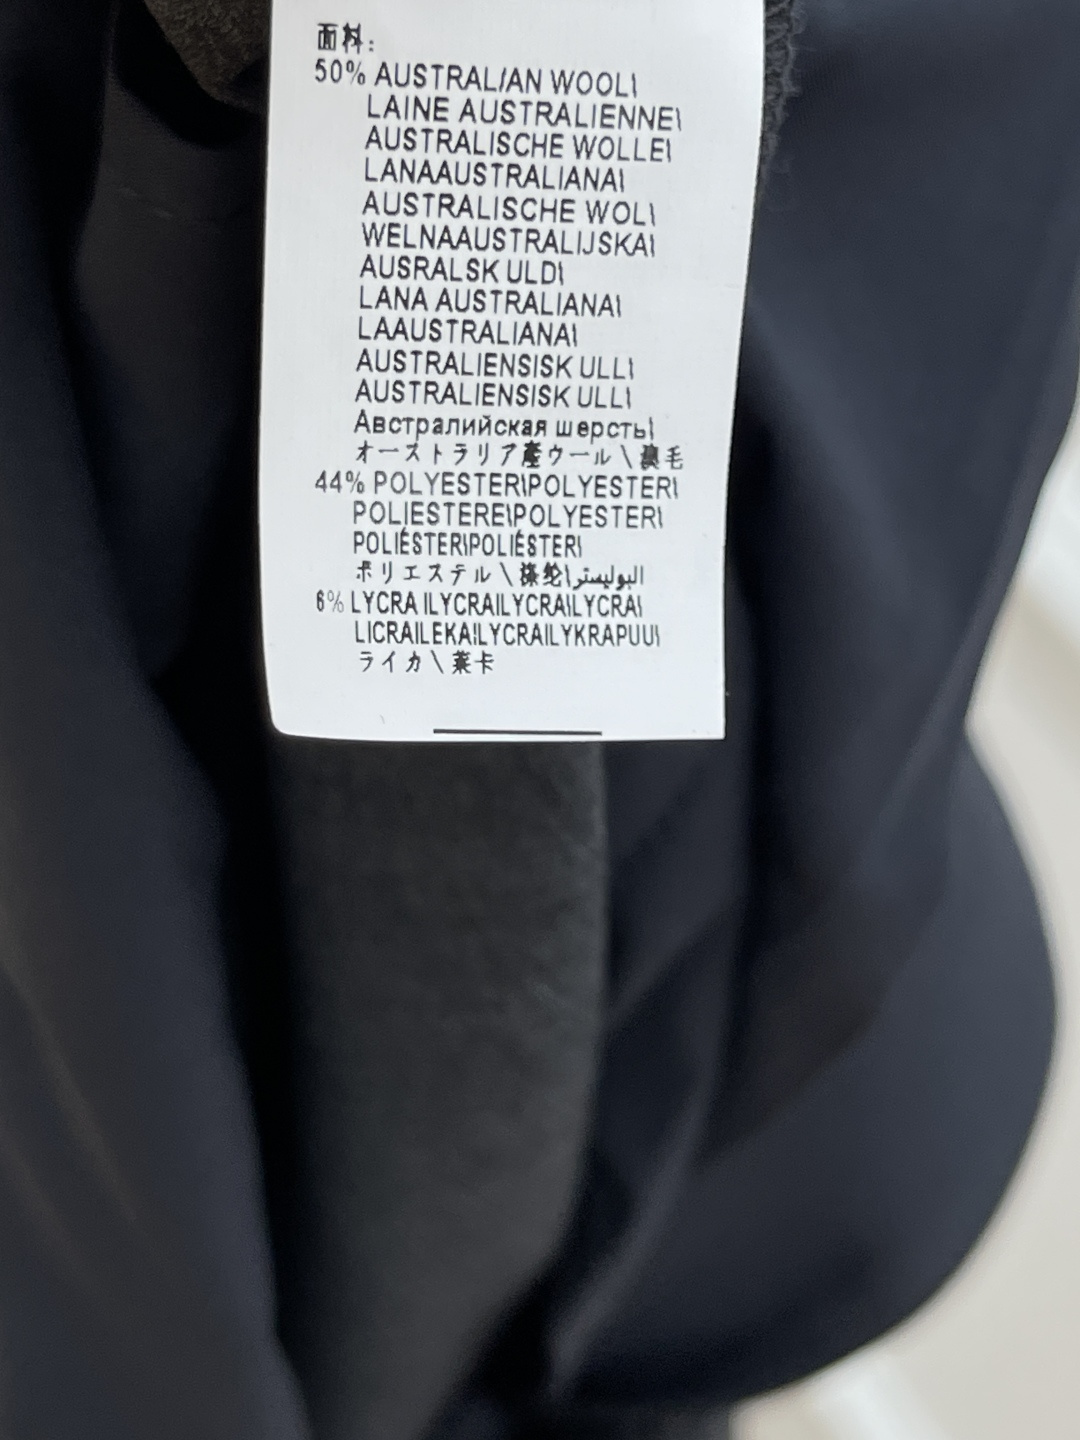 面料:
50% AUSTRALIAN WOOL\
LAINE AUSTRALIENNE\
AUSTRALISCHE WOLLE\
LANAAUSTRALIANA\
AUSTRALISCHE WOL\
WELNAAUSTRALIJSKA\
AUSRALSK ULD\
LANA AUSTRALIANA\
LAAUSTRALIANA\
AUSTRALIENSISK ULL\
AUSTRALIENSISK ULL\
Австралийская шерсть\
オーストラリア産ウール\澳毛
44% POLYESTER\POLYESTER\
POLIESTERE\POLYESTER\
POLIÉSTER\POLIÉSTER\
ポリエステル\滌纶\البوليستر
6% LYCRA \LYCRA\LYCRA\LYCRA\
LICRA\LEKA\LYCRA\LYKRAPUU\
ライカ\莱卡